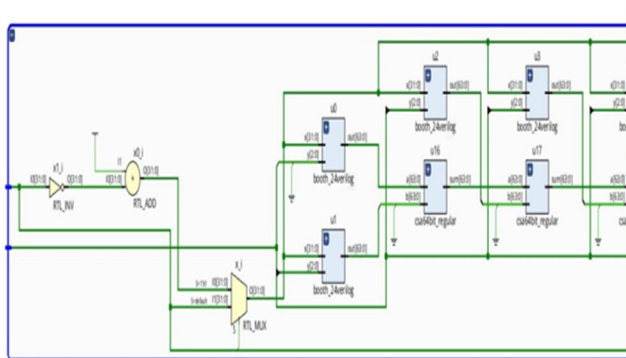 u2
u3
x[31:0]
out[63:0]
x[31:0]
out[63:0]
y[2:0]
y[2:0]
u0
booth_24verilog
booth_24verilog
x[31:0]
out[63:0]
y[2:0]
u16
u17
x0_i
booth_24verilog
x1_i
I1
O[31:0]
a[63:0]
sum[63:0]
a[63:0]
sum[63:0]
I0[31:0]
O[31:0]
I0[31:0]
b[63:0]
b[63:0]
RTL_INV
RTL_ADD
csa64bit_regular
csa64bit_regular
u1
x[31:0]
out[63:0]
x_i
y[2:0]
booth_24verilog
I0[31:0]
O[31:0]
S=default
I1[31:0]
S
RTL_MUX